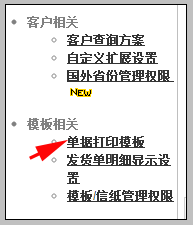 客户相关
客户查询方案
自定义扩展设置
国外省份管理权限
NEW
模板相关
单据打印模板
发货单明细显示设
置
模板/信纸管理权限